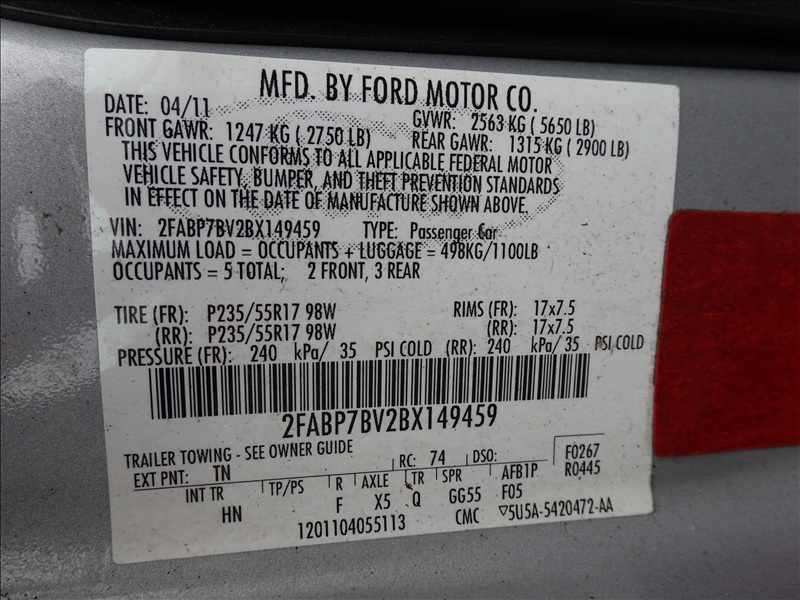 MFD. BY FORD MOTOR CO.
DATE: 04/11 GVWR: 2563 KG ( 5650 LB)
FRONT GAWR: 1247 KG ( 2750 LB) REAR GAWR: 1315 KG ( 2900 LB)
THIS VEHICLE CONFORMS TO ALL APPLICABLE FEDERAL MOTOR
VEHICLE SAFETY, BUMPER, AND THEFT PREVENTION STANDARDS
IN EFFECT ON THE DATE OF MANUFACTURE SHOWN ABOVE.
VIN: 2FABP7BV2BX149459 TYPE: Passenger Car
MAXIMUM LOAD = OCCUPANTS + LUGGAGE = 498KG/1100LB
OCCUPANTS = 5 TOTAL; 2 FRONT, 3 REAR
TIRE (FR): P235/55R17 98W RIMS (FR): 17x7.5
(RR): P235/55R17 98W (RR): 17x7.5
PRESSURE (FR): 240 kPa/ 35 PSI COLD (RR): 240 kPa/ 35 PSI COLD
2FABP7BV2BX149459
TRAILER TOWING - SEE OWNER GUIDE
EXT PNT: TN RC: 74 DSO: F0267
R0445
INT TR TP/PS R AXLE TR SPR AFB1P
HN F X5 Q GG55 F05
1201104055113 CMC ▽5U5A-5420472-AA